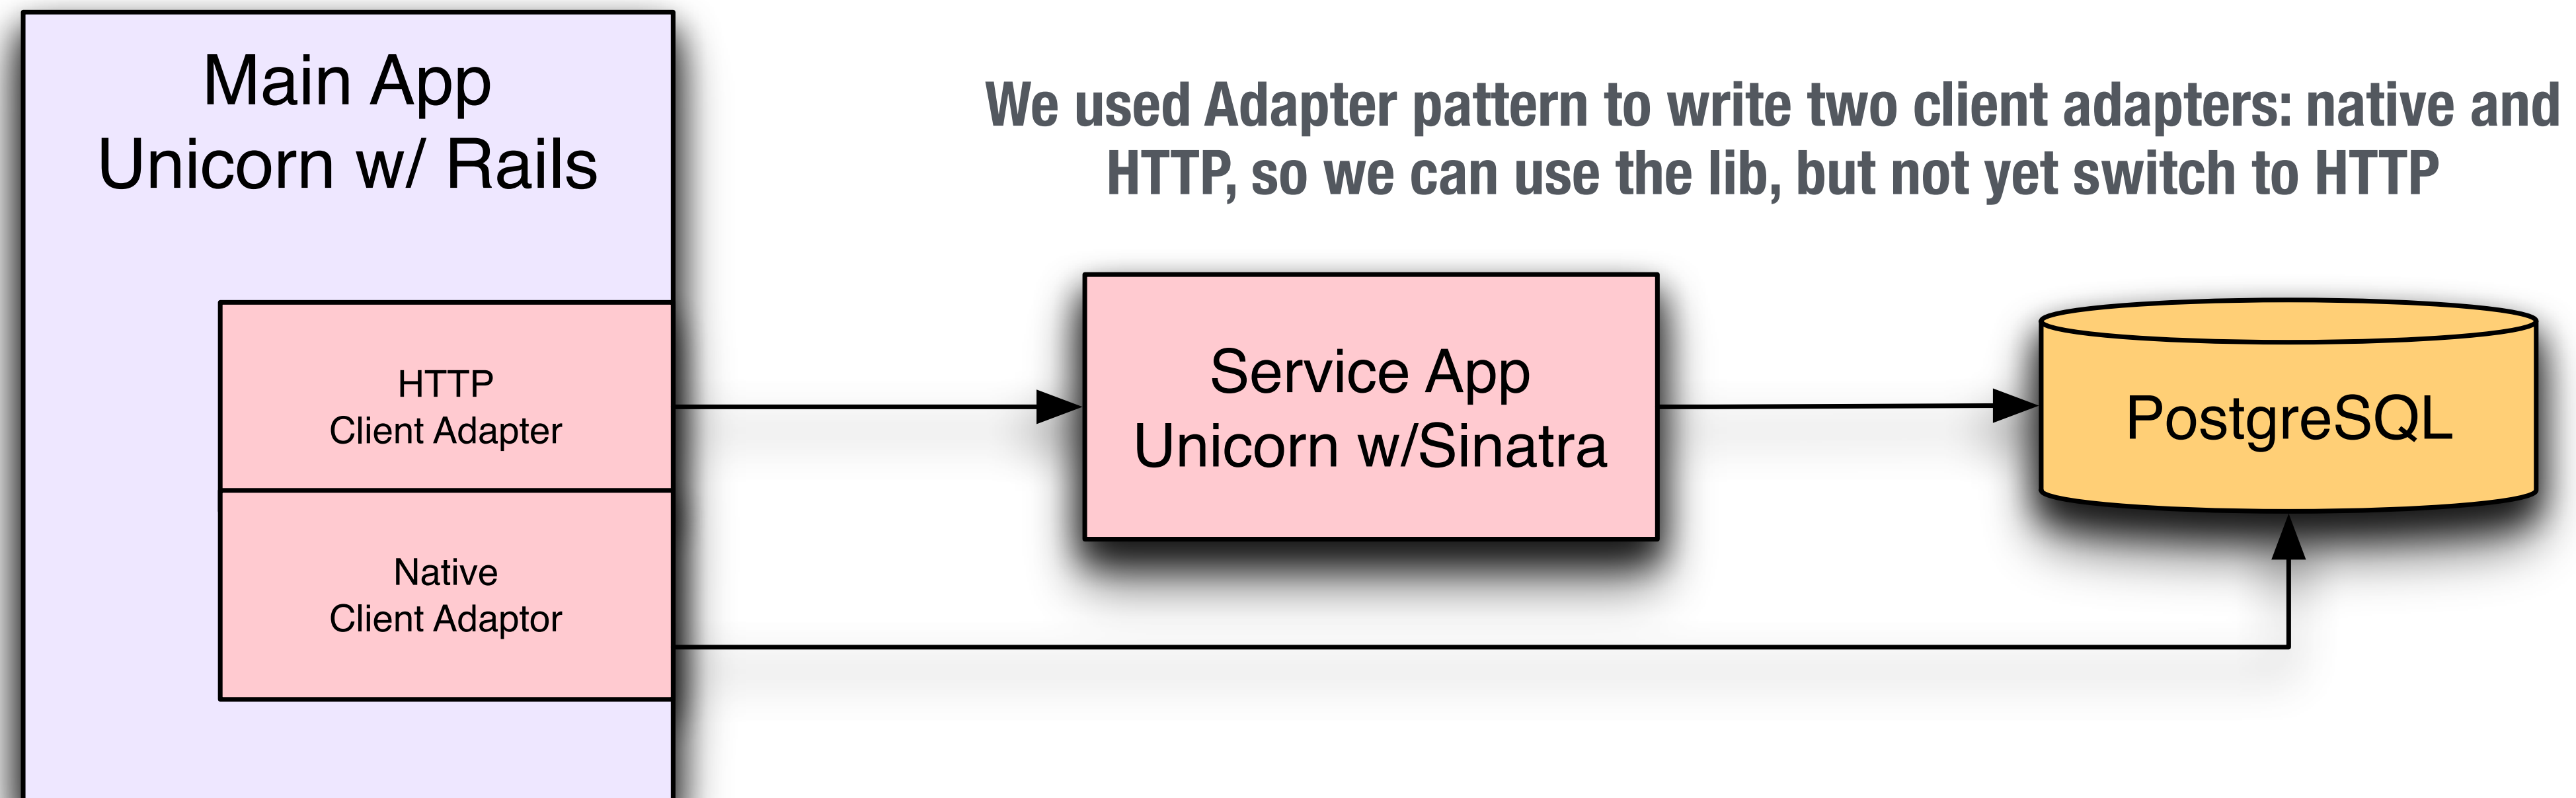 Main App
Unicorn w/ Rails
We used Adapter pattern to write two client adapters: native and
HTTP, so we can use the lib, but not yet switch to HTTP
HTTP
Client Adapter
Native
Client Adaptor
Service App
Unicorn w/Sinatra
PostgreSQL